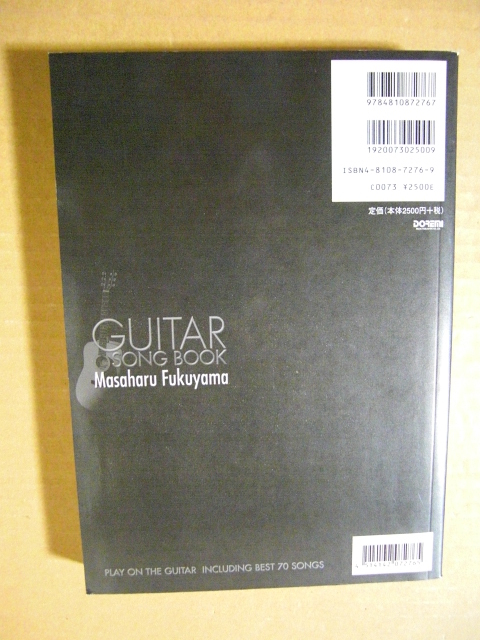 9784810872767
1920073025009
ISBN4-8108-7276-9
C0073 ¥2500E
定価(本体2500円+税)
DOREMI
GUITAR
SONG BOOK
Masaharu Fukuyama
PLAY ON THE GUITAR INCLUDING BEST 70 SONGS